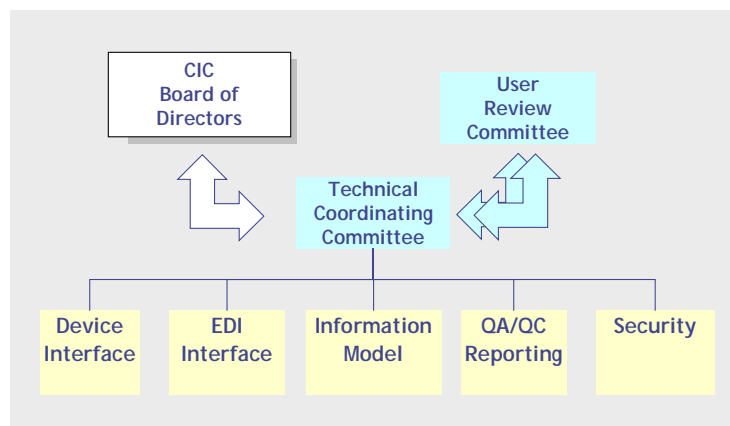 CIC
Board of
Directors
User
Review
Committee
Technical
Coordinating
Committee
Device
Interface
EDI
Interface
Information
Model
QA/QC
Reporting
Security